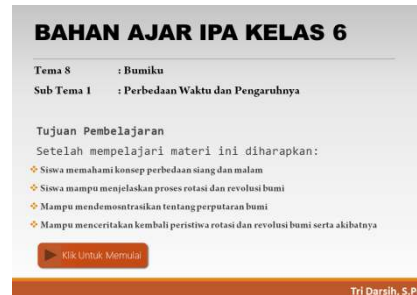 BAHAN AJAR IPA KELAS 6
Tema 8 : Bumiku
Sub Tema 1 : Perbedaan Waktu dan Pengaruhnya
Tujuan Pembelajaran
Setelah mempelajari materi ini diharapkan:
Siswa memahami konsep perbedaan siang dan malam
Siswa mampu menjelaskan proses rotasi dan revolusi bumi
Mampu mendemosntrasikan tentang perputaran bumi
Mampu menceritakan kembali peristiwa rotasi dan revolusi bumi serta akibatnya
Klik Untuk Memulai
Tri Darsih, S.P